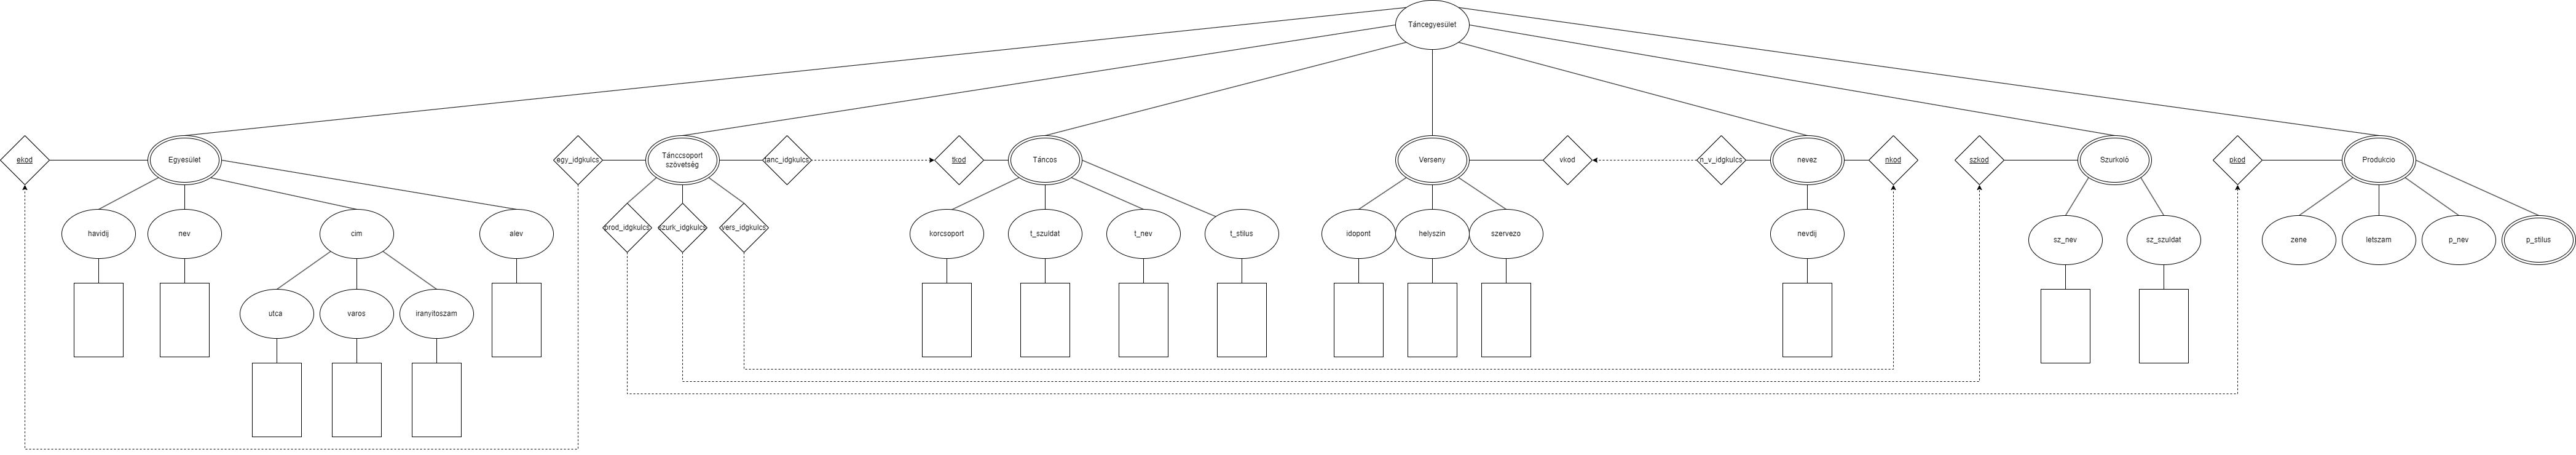 Táncegyesület
ekod
Egyesület
egy_idgkulcs
Tánccsoport
szövetség
tanc_idgkulcs
tkod
Táncos
Verseny
vkod
n_v_idgkulcs
nevez
nkod
szkod
Szurkoló
pkod
Produkcio
havidij
nev
cim
alev
prod_idgkulcs
szurk_idgkulcs
vers_idgkulcs
korcsoport
t_szuldat
t_nev
t_stilus
idopont
helyszin
szervezo
nevdij
sz_nev
sz_szuldat
zene
letszam
p_nev
p_stilus
utca
varos
iranyitoszam